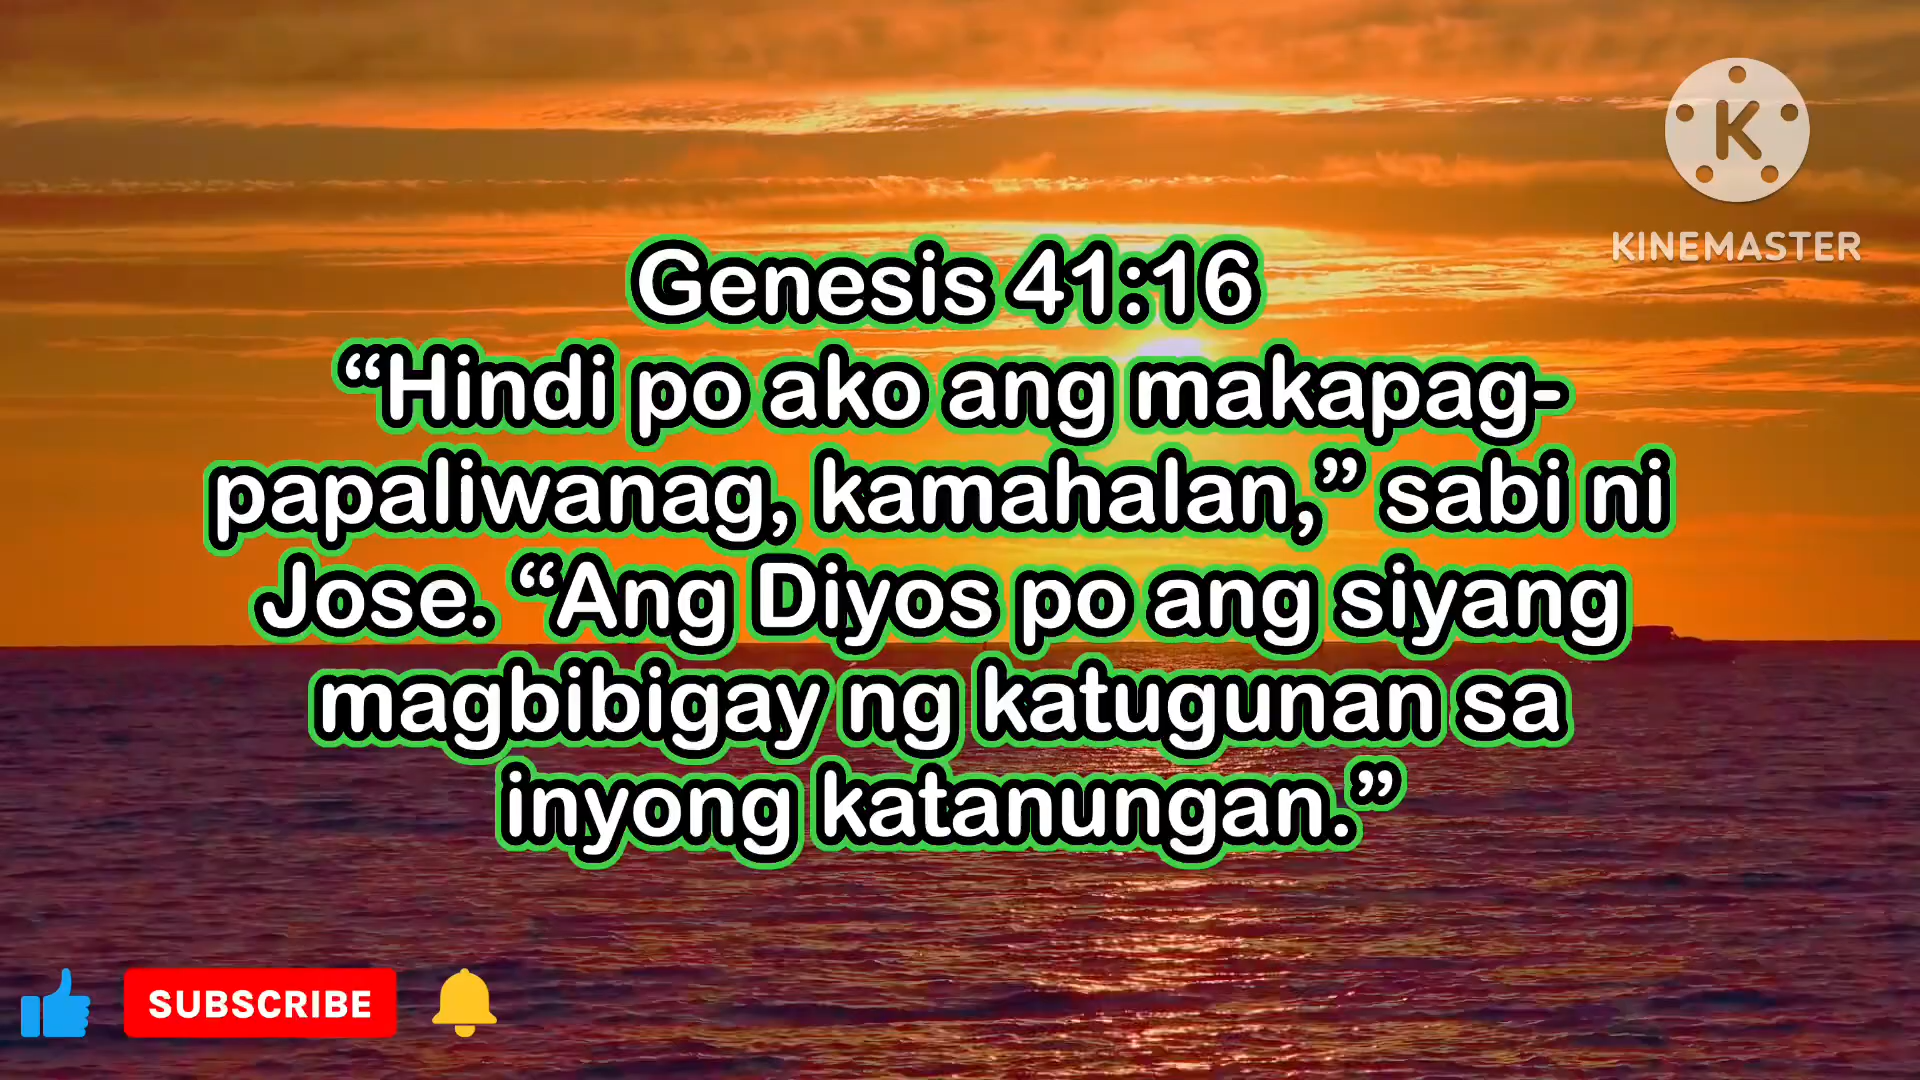 K
KINEMASTER
Genesis 41:16
“Hindi po ako ang makapag-
papaliwanag, kamahalan,” sabi ni
Jose. “Ang Diyos po ang siyang
magbibigay ng katugunan sa
inyong katanungan.”
SUBSCRIBE